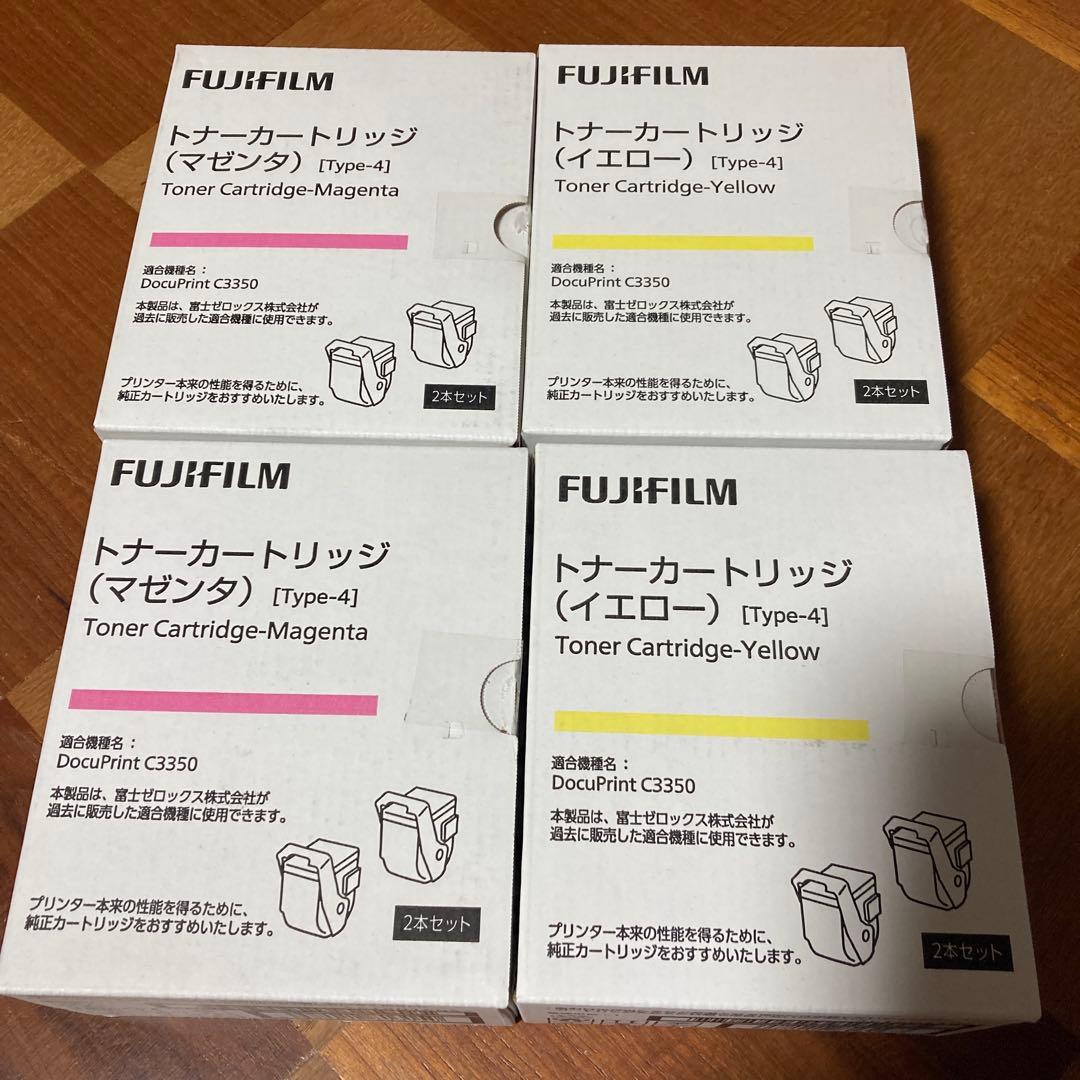 FUJIFILM
トナーカートリッジ
（マゼンタ） [Type-4]
Toner Cartridge-Magenta
適合機種名：
DocuPrint C3350
本製品は、富士ゼロックス株式会社が
過去に販売した適合機種に使用できます。
プリンター本来の性能を得るために、
純正カートリッジをおすすめいたします。
2本セット
FUJIFILM
トナーカートリッジ
（イエロー） [Type-4]
Toner Cartridge-Yellow
適合機種名：
DocuPrint C3350
本製品は、富士ゼロックス株式会社が
過去に販売した適合機種に使用できます。
プリンター本来の性能を得るために、
純正カートリッジをおすすめいたします。
2本セット
FUJIFILM
トナーカートリッジ
（マゼンタ） [Type-4]
Toner Cartridge-Magenta
適合機種名：
DocuPrint C3350
本製品は、富士ゼロックス株式会社が
過去に販売した適合機種に使用できます。
プリンター本来の性能を得るために、
純正カートリッジをおすすめいたします。
2本セット
FUJIFILM
トナーカートリッジ
（イエロー） [Type-4]
Toner Cartridge-Yellow
適合機種名：
DocuPrint C3350
本製品は、富士ゼロックス株式会社が
過去に販売した適合機種に使用できます。
プリンター本来の性能を得るために、
純正カートリッジをおすすめいたします。
2本セット